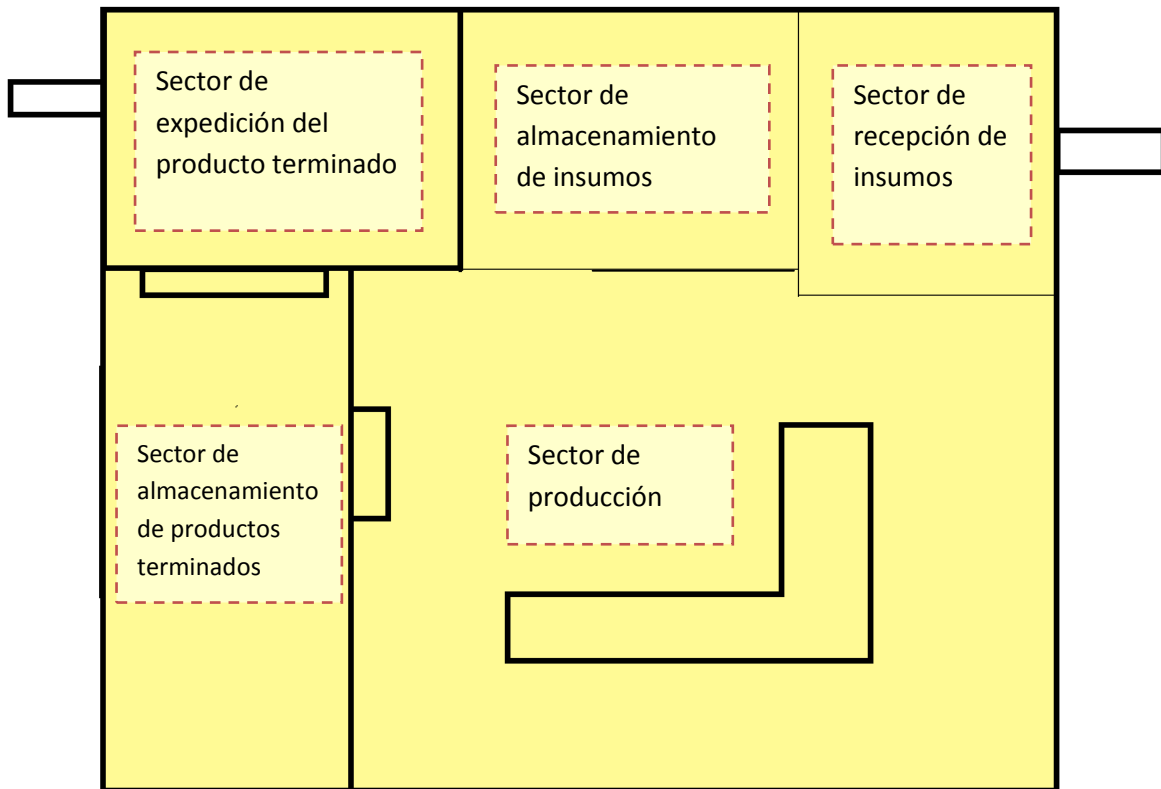 Sector de
expedición del
producto terminado
Sector de
almacenamiento
de insumos
Sector de
recepción de
insumos
Sector de
almacenamiento
de productos
terminados
Sector de
producción